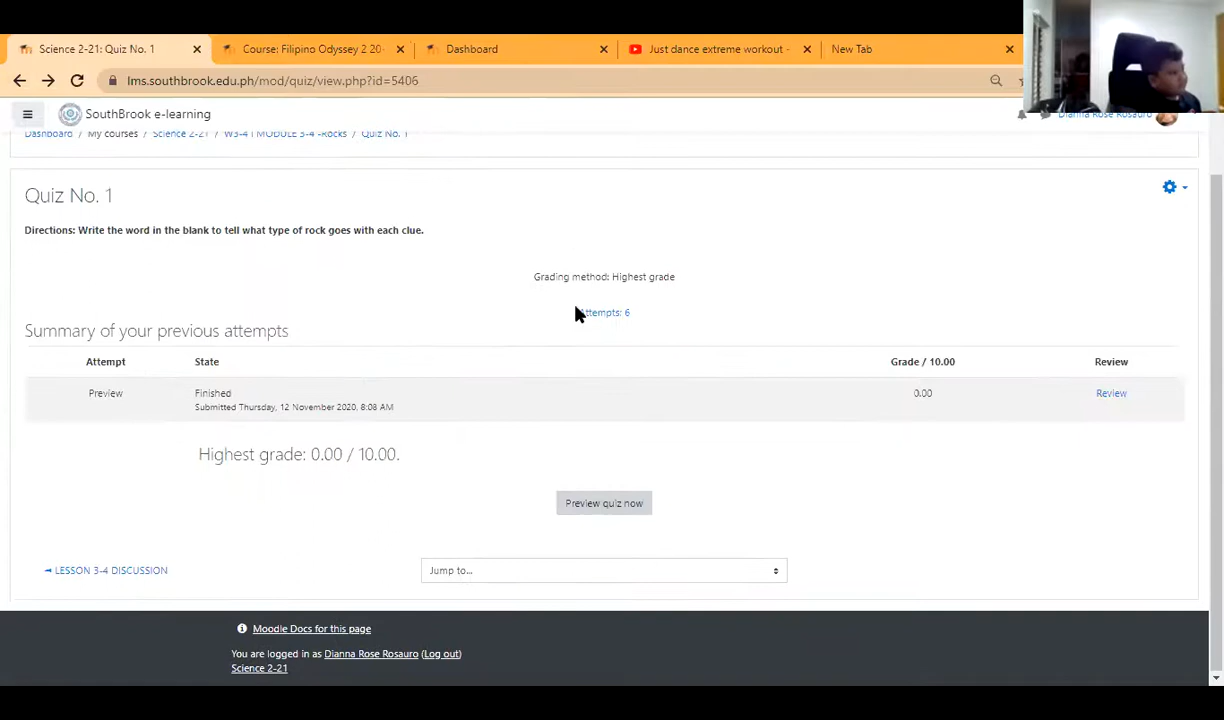 Science 2-21: Quiz No. 1
Course: Filipino Odyssey 2 20
Dashboard
Just dance extreme workout -
New Tab
lms.southbrook.edu.ph/mod/quiz/view.php?id=5406
SouthBrook e-learning
Dianna Rose Rosauro
Dashboard / My courses / Science 2-21 / W3-4 | MODULE 3-4 -Rocks / Quiz No. 1
Quiz No. 1
Directions: Write the word in the blank to tell what type of rock goes with each clue.
Grading method: Highest grade
Attempts: 6
Summary of your previous attempts
Attempt State Grade / 10.00 Review
Preview Finished 0.00 Review
Submitted Thursday, 12 November 2020, 8:08 AM
Highest grade: 0.00 / 10.00.
Preview quiz now
◄ LESSON 3-4 DISCUSSION
Jump to...
Moodle Docs for this page
You are logged in as Dianna Rose Rosauro (Log out)
Science 2-21